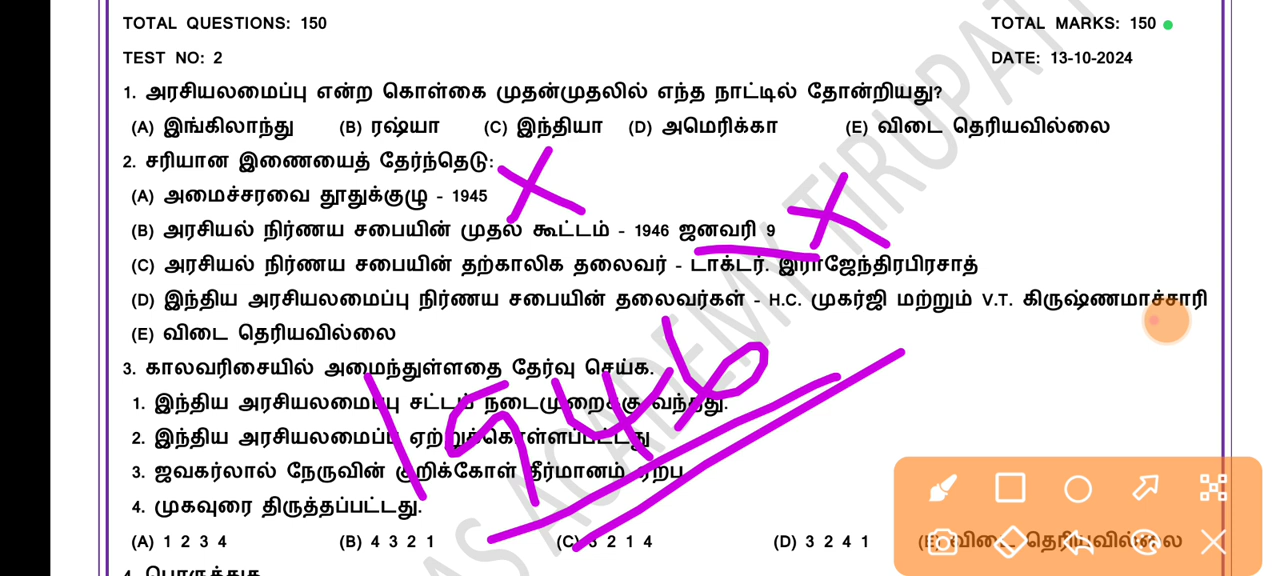 TOTAL QUESTIONS: 150 TOTAL MARKS: 150
TEST NO: 2 DATE: 13-10-2024
1. அரசியலமைப்பு என்ற கொள்கை முதன்முதலில் எந்த நாட்டில் தோன்றியது?
(A) இங்கிலாந்து (B) ரஷ்யா (C) இந்தியா (D) அமெரிக்கா (E) விடை தெரியவில்லை
2. சரியான இணையைத் தேர்ந்தெடு:
(A) அமைச்சரவை தூதுக்குழு - 1945
(B) அரசியல் நிர்ணய சபையின் முதல் கூட்டம் - 1946 ஜனவரி 9
(C) அரசியல் நிர்ணய சபையின் தற்காலிக தலைவர் - டாக்டர். இராஜேந்திரபிரசாத்
(D) இந்திய அரசியலமைப்பு நிர்ணய சபையின் தலைவர்கள் - H.C. முகர்ஜி மற்றும் V.T. கிருஷ்ணமாச்சாரி
(E) விடை தெரியவில்லை
3. காலவரிசையில் அமைந்துள்ளதை தேர்வு செய்க.
1. இந்திய அரசியலமைப்பு சட்டம் நடைமுறைக்கு வந்தது.
2. இந்திய அரசியலமைப்பு ஏற்றுக்கொள்ளப்பட்டது
3. ஜவகர்லால் நேருவின் குறிக்கோள் தீர்மானம்
4. முகவுரை திருத்தப்பட்டது.
(A) 1 2 3 4 (B) 4 3 2 1 (C) 3 2 1 4 (D) 3 2 4 1 (E) விடை தெரியவில்லை
4. பொருத்துக
1946
ACADEMY TIRUPAT